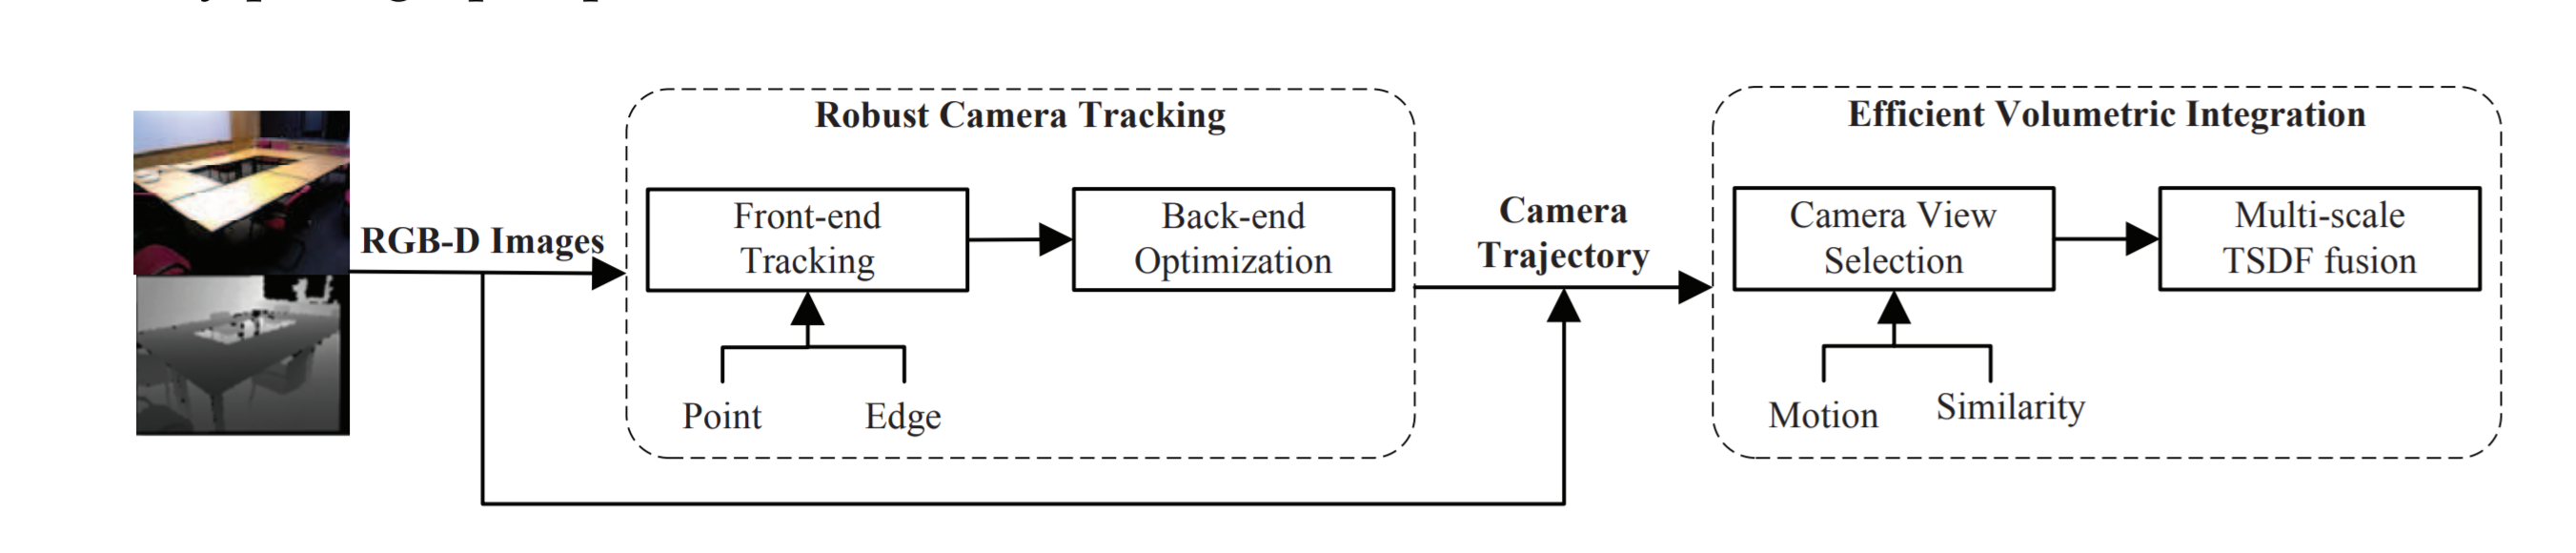 RGB-D Images
Robust Camera Tracking
Front-end
Tracking
Back-end
Optimization
Point
Edge
Camera
Trajectory
Efficient Volumetric Integration
Camera View
Selection
Multi-scale
TSDF fusion
Motion
Similarity